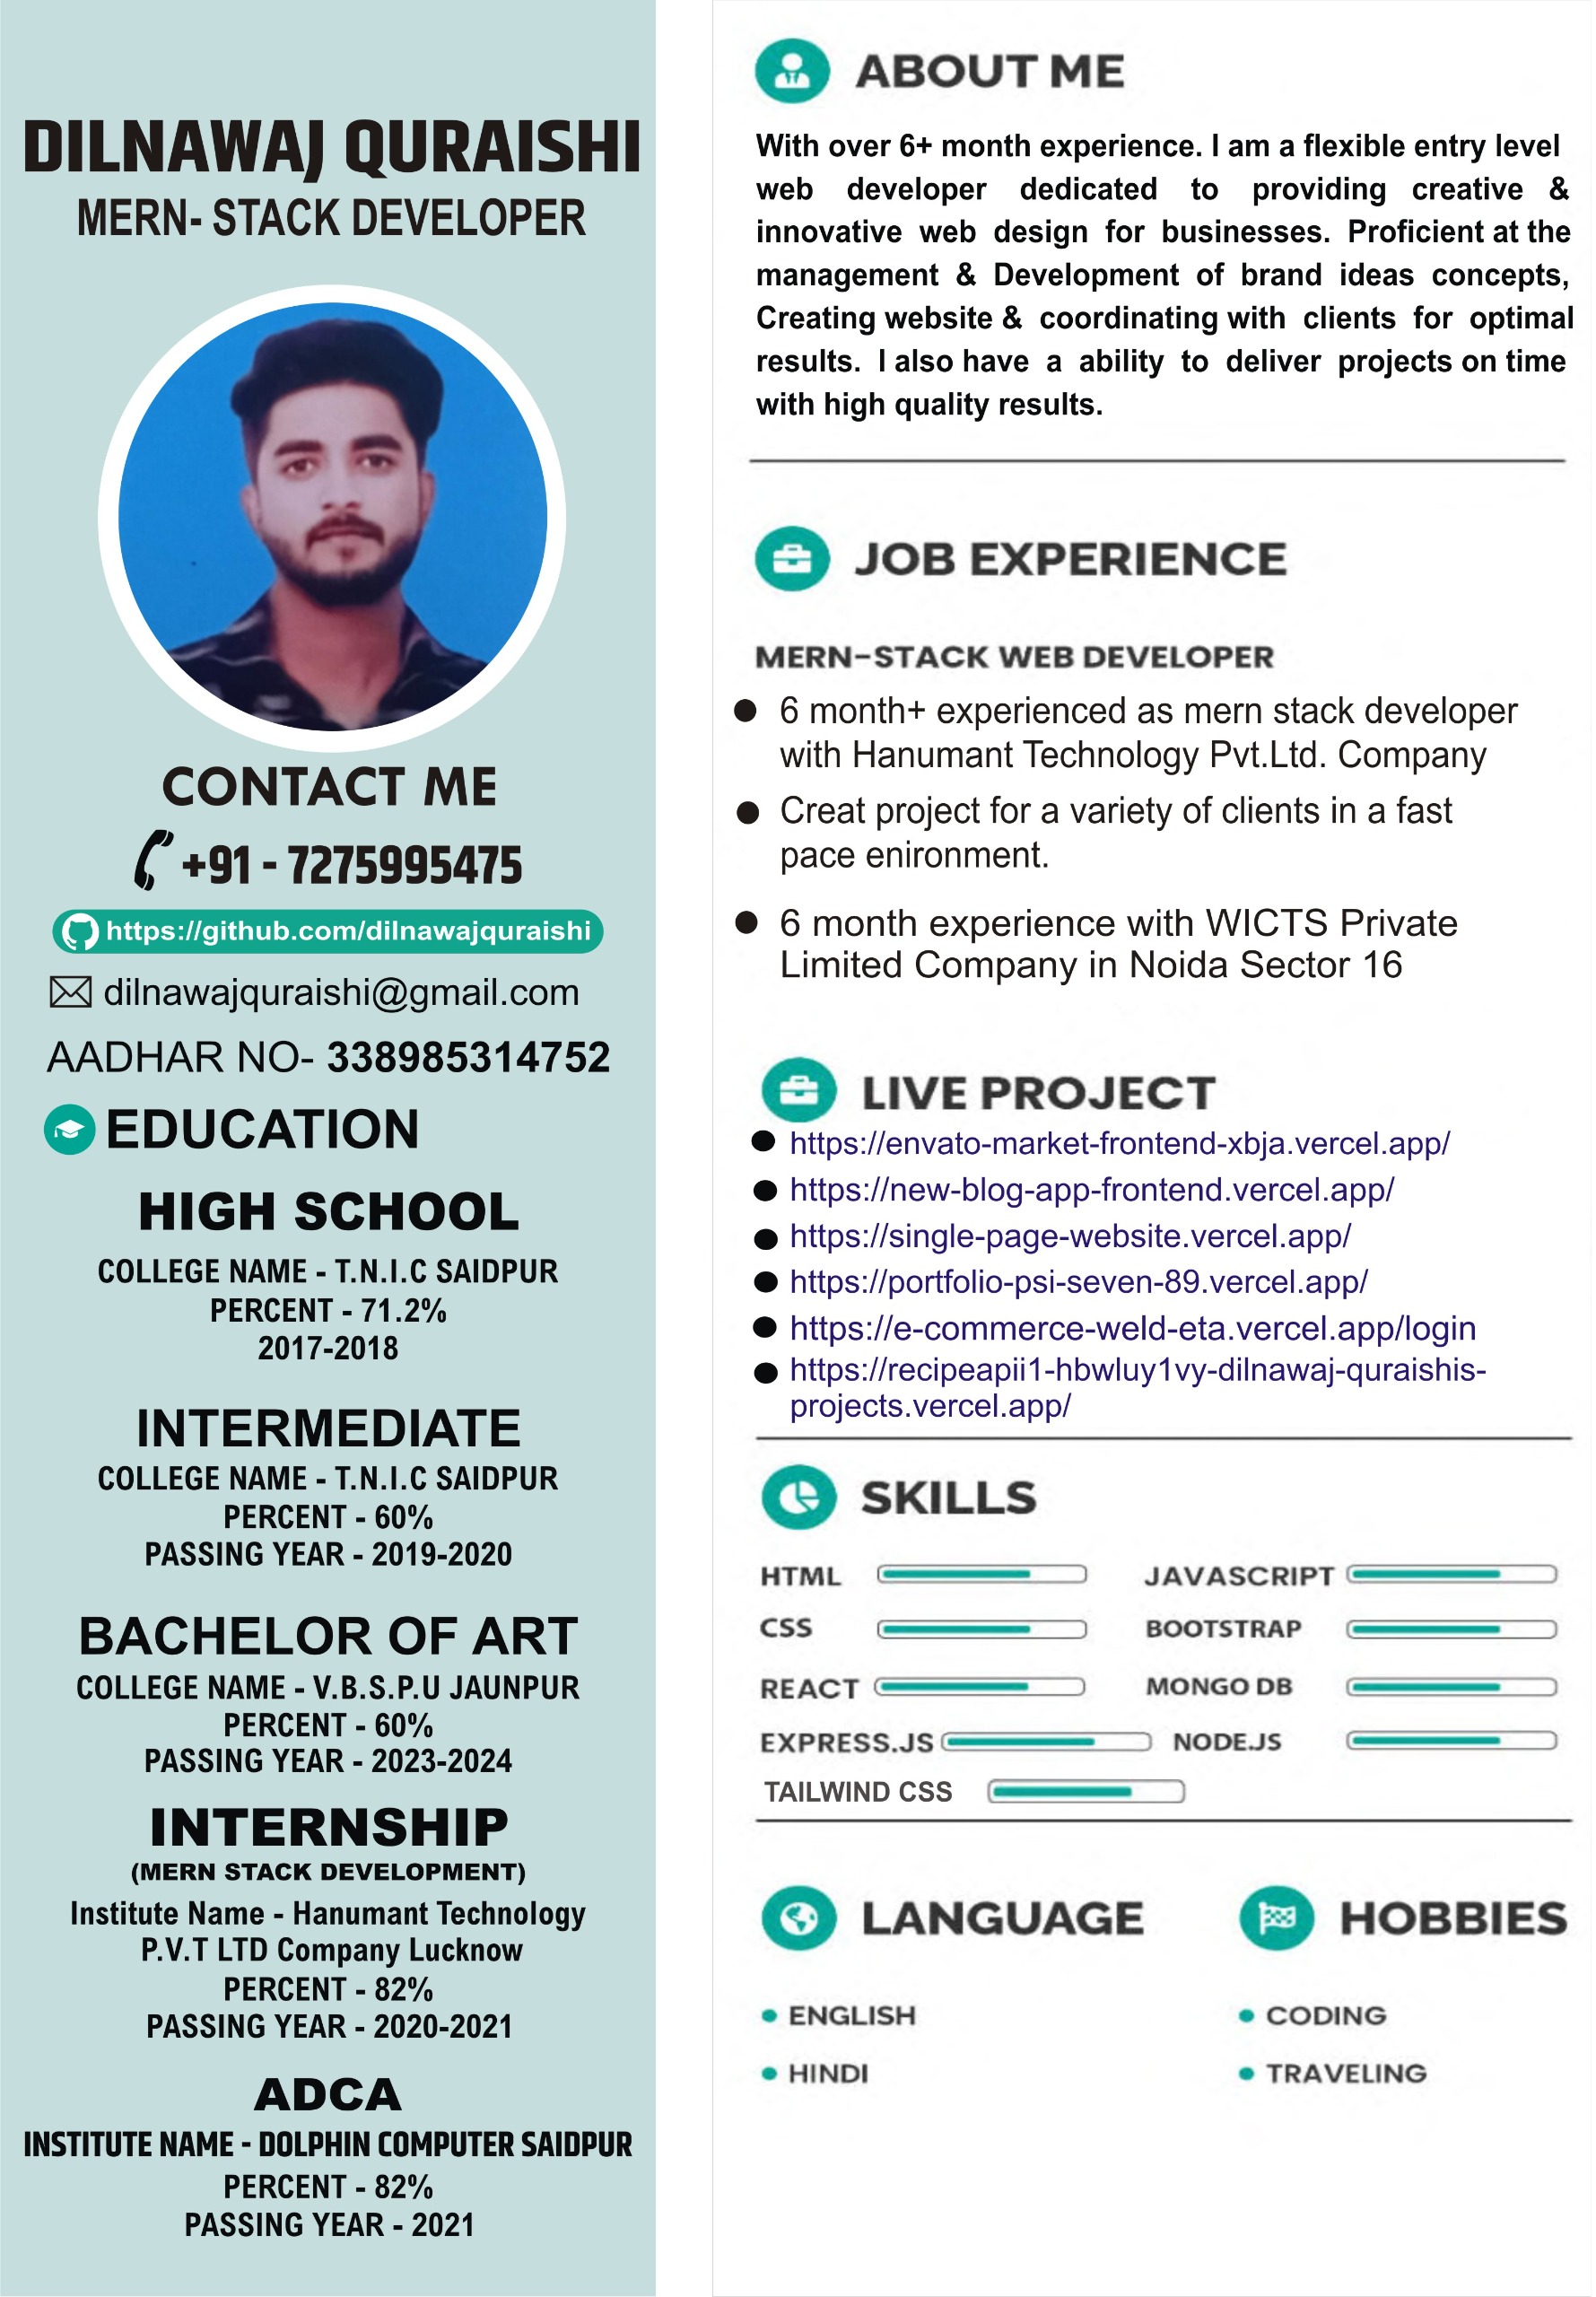 DILNAWAJ QURAISHI
MERN- STACK DEVELOPER
CONTACT ME
+91 - 7275995475
https://github.com/dilnawajquraishi
dilnawajquraishi@gmail.com
AADHAR NO- 338985314752
EDUCATION
HIGH SCHOOL
COLLEGE NAME - T.N.I.C SAIDPUR
PERCENT - 71.2%
2017-2018
INTERMEDIATE
COLLEGE NAME - T.N.I.C SAIDPUR
PERCENT - 60%
PASSING YEAR - 2019-2020
BACHELOR OF ART
COLLEGE NAME - V.B.S.P.U JAUNPUR
PERCENT - 60%
PASSING YEAR - 2023-2024
INTERNSHIP
(MERN STACK DEVELOPMENT)
Institute Name - Hanumant Technology
P.V.T LTD Company Lucknow
PERCENT - 82%
PASSING YEAR - 2020-2021
ADCA
INSTITUTE NAME - DOLPHIN COMPUTER SAIDPUR
PERCENT - 82%
PASSING YEAR - 2021
ABOUT ME
With over 6+ month experience. I am a flexible entry level
web developer dedicated to providing creative &
innovative web design for businesses. Proficient at the
management & Development of brand ideas concepts,
Creating website & coordinating with clients for optimal
results. I also have a ability to deliver projects on time
with high quality results.
JOB EXPERIENCE
MERN-STACK WEB DEVELOPER
● 6 month+ experienced as mern stack developer
with Hanumant Technology Pvt.Ltd. Company
● Creat project for a variety of clients in a fast
pace enironment.
● 6 month experience with WICTS Private
Limited Company in Noida Sector 16
LIVE PROJECT
● https://envato-market-frontend-xbja.vercel.app/
● https://new-blog-app-frontend.vercel.app/
● https://single-page-website.vercel.app/
● https://portfolio-psi-seven-89.vercel.app/
● https://e-commerce-weld-eta.vercel.app/login
● https://recipeapii1-hbwluy1vy-dilnawaj-quraishis-
projects.vercel.app/
SKILLS
HTML JAVASCRIPT
CSS BOOTSTRAP
REACT MONGO DB
EXPRESS.JS NODE.JS
TAILWIND CSS
LANGUAGE
• ENGLISH
• HINDI
HOBBIES
• CODING
• TRAVELING